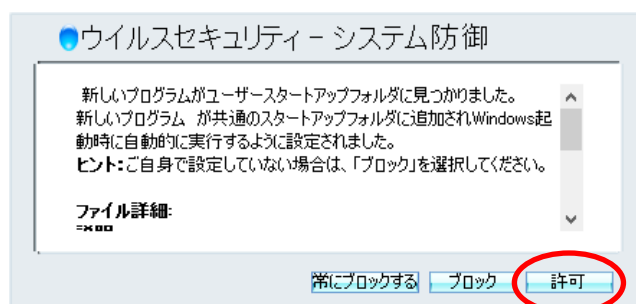 ウイルスセキュリティ － システム防御
新しいプログラムがユーザースタートアップフォルダに見つかりました。
新しいプログラム が共通のスタートアップフォルダに追加されWindows起
動時に自動的に実行するように設定されました。
ヒント:ご自身で設定していない場合は、「ブロック」を選択してください。
ファイル詳細:
常にブロックする ブロック 許可